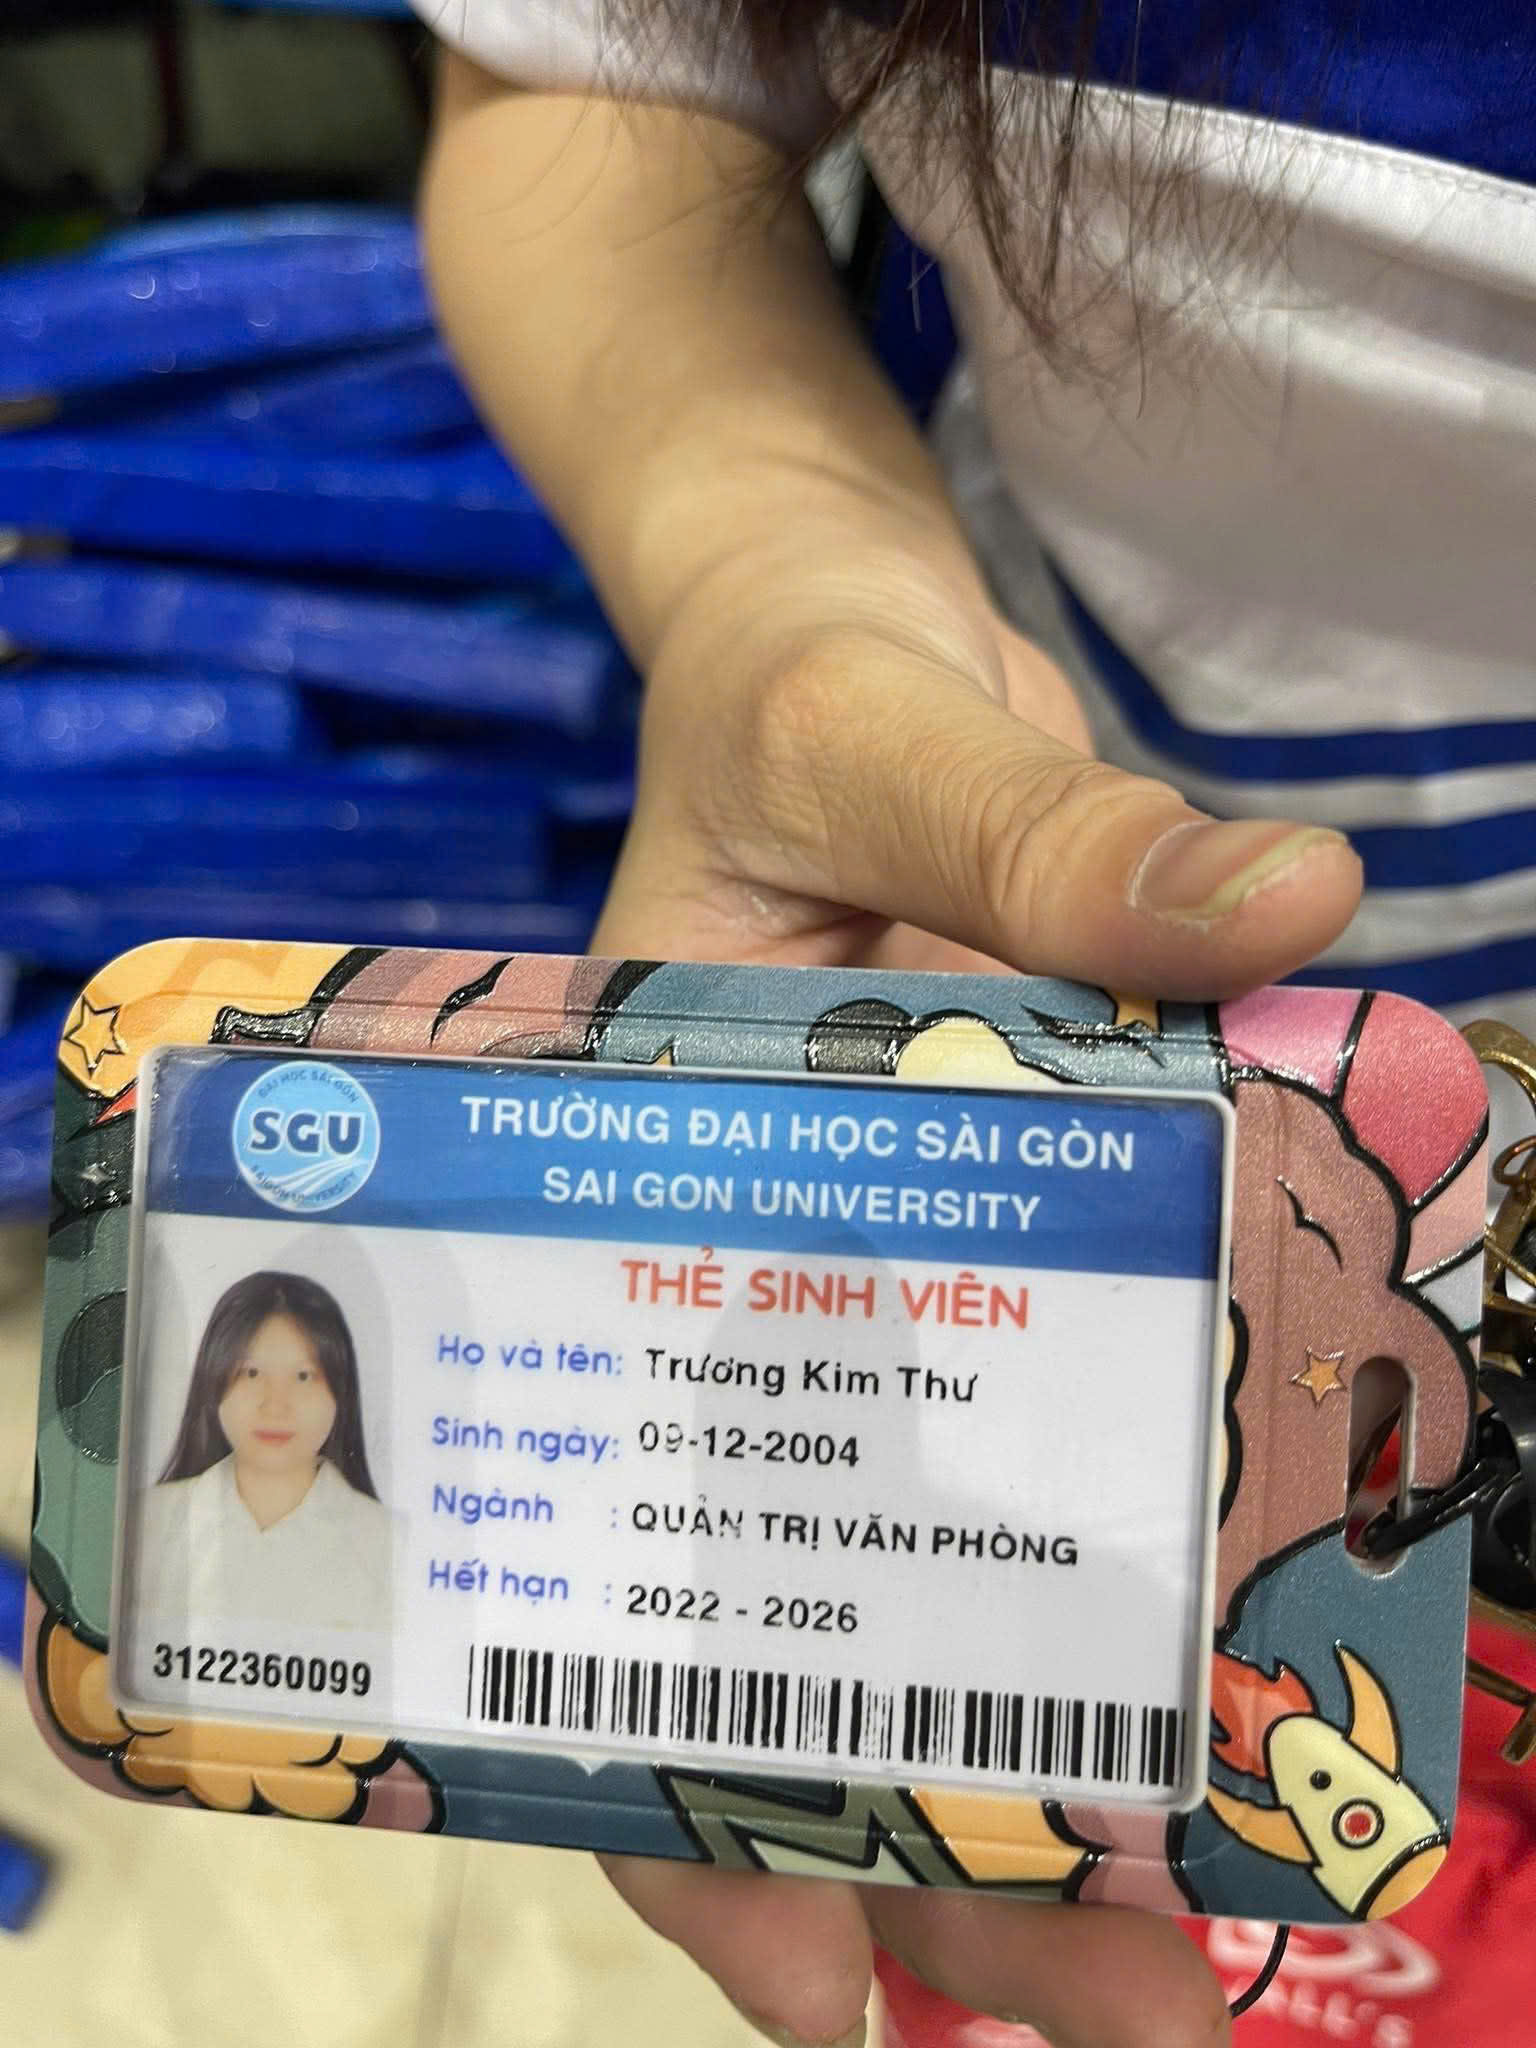 ĐẠI HỌC SÀI GÒN
SGU
SAIGON UNIVERSITY
TRƯỜNG ĐẠI HỌC SÀI GÒN
SAI GON UNIVERSITY
THẺ SINH VIÊN
Họ và tên: Trương Kim Thư
Sinh ngày: 09-12-2004
Ngành : QUẢN TRỊ VĂN PHÒNG
Hết hạn : 2022 - 2026
3122360099